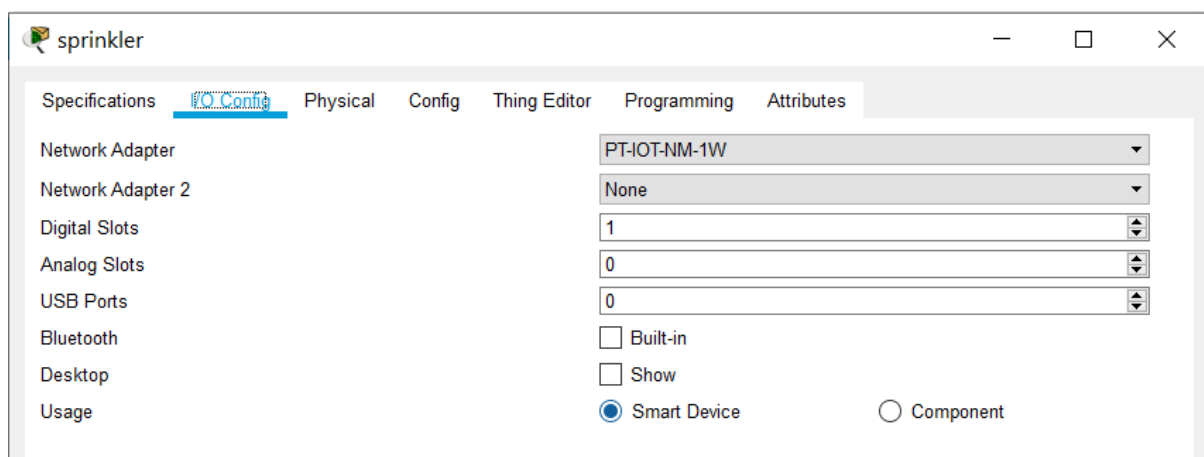 sprinkler
Specifications I/O Config Physical Config Thing Editor Programming Attributes
Network Adapter PT-IOT-NM-1W
Network Adapter 2 None
Digital Slots 1
Analog Slots 0
USB Ports 0
Bluetooth Built-in
Desktop Show
Usage Smart Device Component